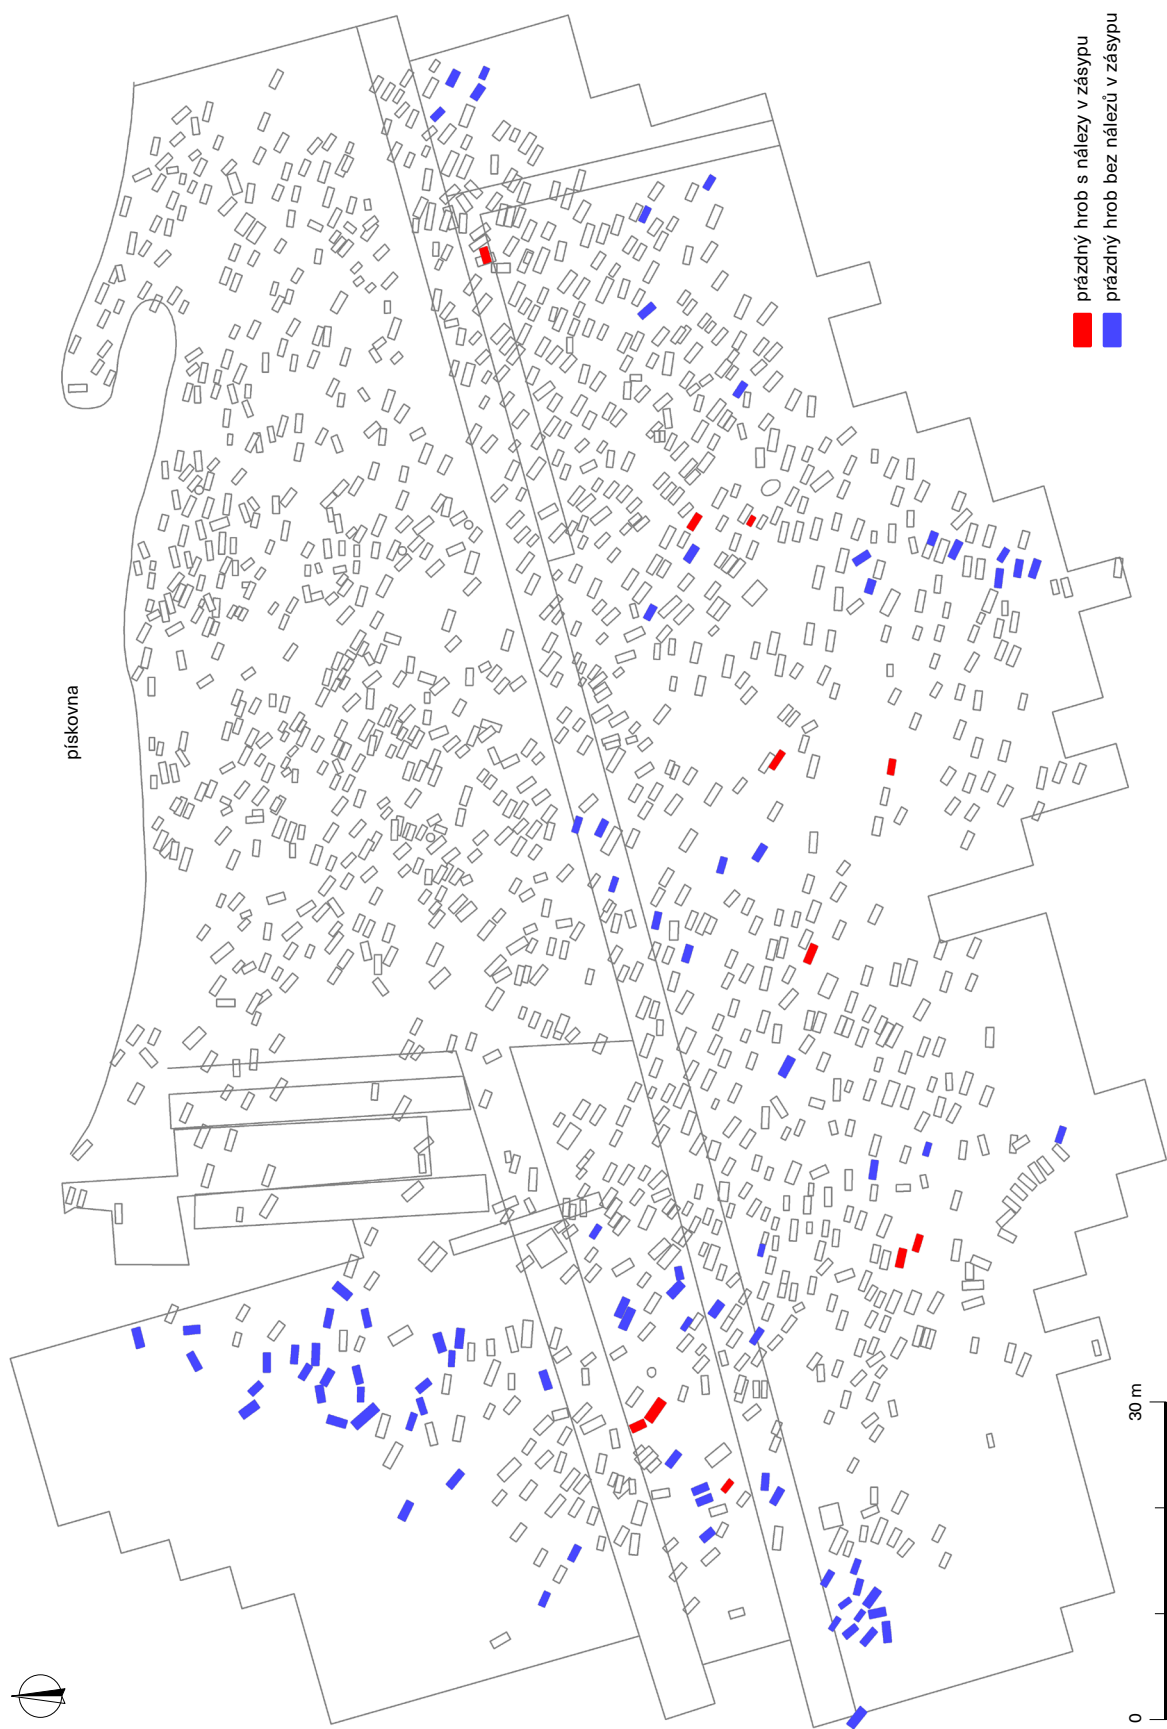 pískovna
prázdný hrob s nálezy v zásypu
prázdný hrob bez nálezů v zásypu
0
30 m